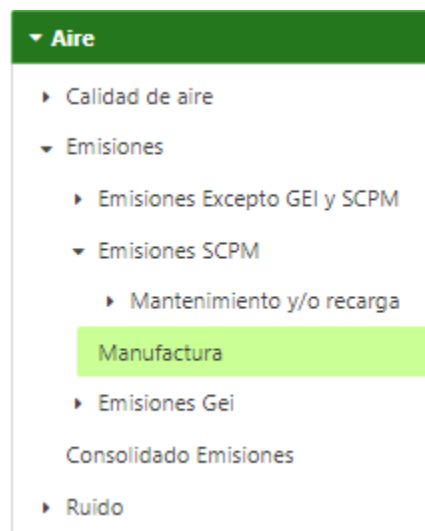 Aire
Calidad de aire
Emisiones
Emisiones Excepto GEI y SCPM
Emisiones SCPM
Mantenimiento y/o recarga
Manufactura
Emisiones Gei
Consolidado Emisiones
Ruido